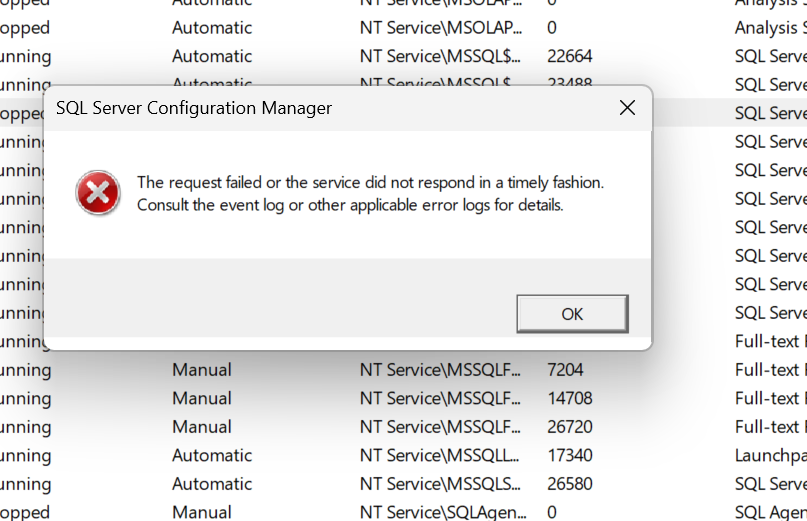 opped Automatic NT Service\MSOLAP... 0 Analysis S
opped Automatic NT Service\MSOLAP... 0 Analysis S
unning Automatic NT Service\MSSQL$... 22664 SQL Serve
unning Automatic NT Service\MSSQL$... 23488 SQL Serve
opped SQL Serve
SQL Server Configuration Manager
unning SQL Serve
unning SQL Serve
The request failed or the service did not respond in a timely fashion.
unning SQL Serve
Consult the event log or other applicable error logs for details.
unning SQL Serve
unning SQL Serve
unning SQL Serve
unning SQL Serve
OK
unning Full-text F
unning Manual NT Service\MSSQLF... 7204 Full-text F
unning Manual NT Service\MSSQLF... 14708 Full-text F
unning Manual NT Service\MSSQLF... 26720 Full-text F
unning Automatic NT Service\MSSQLL... 17340 Launchpa
unning Automatic NT Service\MSSQLS... 26580 SQL Serve
opped Manual NT Service\SQLAgen... 0 SQL Agen